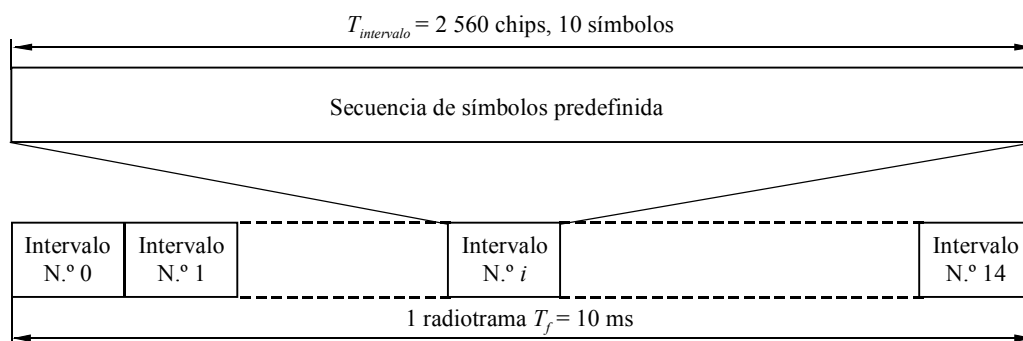 T_intervalo = 2 560 chips, 10 símbolos
Secuencia de símbolos predefinida
Intervalo
N.º 0
Intervalo
N.º 1
Intervalo
N.º i
Intervalo
N.º 14
1 radiotrama T_f = 10 ms